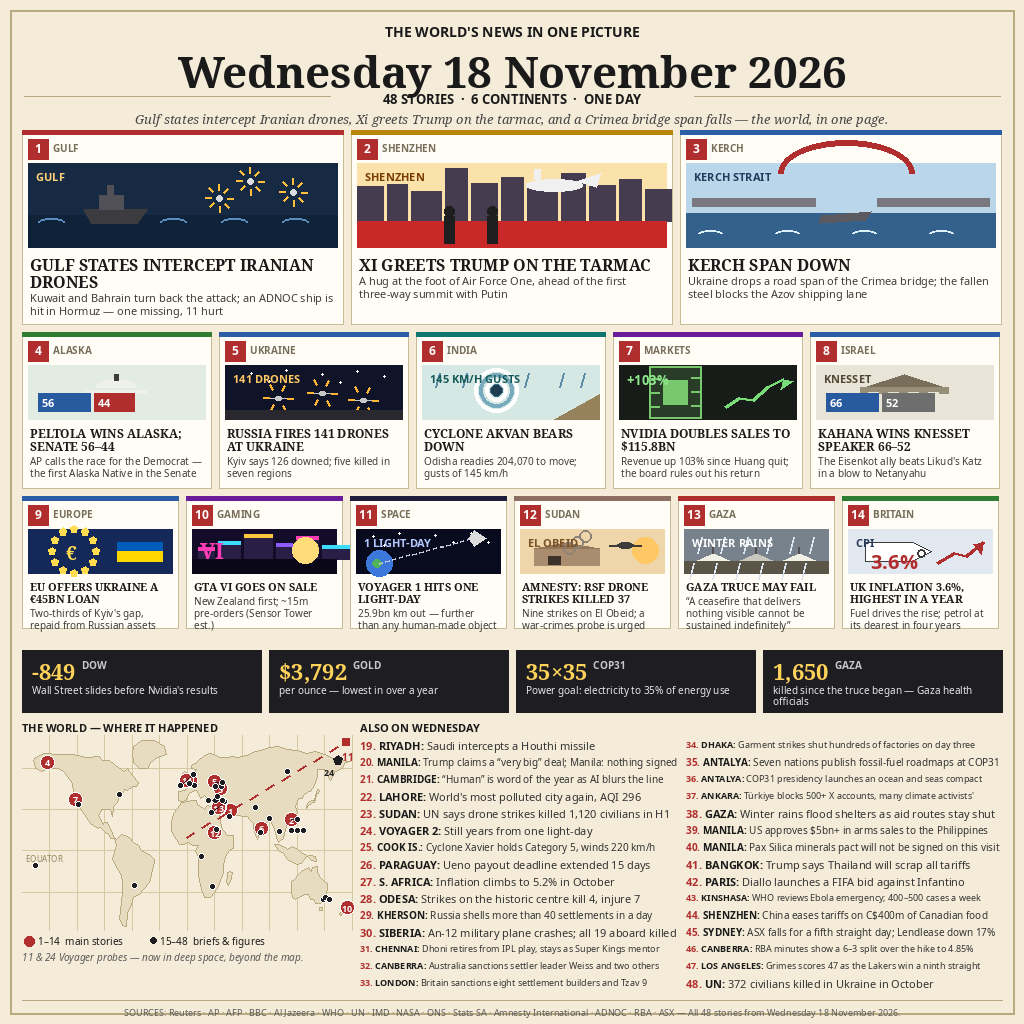 THE WORLD'S NEWS IN ONE PICTURE
Wednesday 18 November 2026
48 STORIES · 6 CONTINENTS · ONE DAY
Gulf states intercept Iranian drones, Xi greets Trump on the tarmac, and a Crimea bridge span falls — the world, in one page.
1 GULF
GULF
GULF STATES INTERCEPT IRANIAN
DRONES
Kuwait and Bahrain turn back the attack; an ADNOC ship is
hit in Hormuz — one missing, 11 hurt
2 SHENZHEN
SHENZHEN
XI GREETS TRUMP ON THE TARMAC
A hug at the foot of Air Force One, ahead of the first
three-way summit with Putin
3 KERCH
KERCH STRAIT
KERCH SPAN DOWN
Ukraine drops a road span of the Crimea bridge; the fallen
steel blocks the Azov shipping lane
4 ALASKA
56 44
PELTOLA WINS ALASKA;
SENATE 56–44
AP calls the race for the Democrat —
the first Alaska Native in the Senate
5 UKRAINE
141 DRONES
RUSSIA FIRES 141 DRONES
AT UKRAINE
Kyiv says 126 downed; five killed in
seven regions
6 INDIA
145 KM/H GUSTS
CYCLONE AKVAN BEARS
DOWN
Odisha readies 204,070 to move;
gusts of 145 km/h
7 MARKETS
+103%
NVIDIA DOUBLES SALES TO
$115.8BN
Revenue up 103% since Huang quit;
the board rules out his return
8 ISRAEL
KNESSET
66 52
KAHANA WINS KNESSET
SPEAKER 66–52
The Eisenkot ally beats Likud's Katz
in a blow to Netanyahu
9 EUROPE
€
EU OFFERS UKRAINE A
€45BN LOAN
Two-thirds of Kyiv's gap,
repaid from Russian assets
10 GAMING
VI
GTA VI GOES ON SALE
New Zealand first; ~15m
pre-orders (Sensor Tower
est.)
11 SPACE
1 LIGHT-DAY
VOYAGER 1 HITS ONE
LIGHT-DAY
25.9bn km out — further
than any human-made object
12 SUDAN
EL OBEID
AMNESTY: RSF DRONE
STRIKES KILLED 37
Nine strikes on El Obeid; a
war-crimes probe is urged
13 GAZA
WINTER RAINS
GAZA TRUCE MAY FAIL
“A ceasefire that delivers
nothing visible cannot be
sustained indefinitely”
14 BRITAIN
CPI
3.6%
UK INFLATION 3.6%,
HIGHEST IN A YEAR
Fuel drives the rise; petrol at
its dearest in four years
-849 DOW
Wall Street slides before Nvidia's results
$3,792 GOLD
per ounce — lowest in over a year
35×35 COP31
Power goal: electricity to 35% of energy use
1,650 GAZA
killed since the truce began — Gaza health
officials
THE WORLD — WHERE IT HAPPENED
4
7
11
24
2
10
EQUATOR
1–14 main stories 15–48 briefs & figures
11 & 24 Voyager probes — now in deep space, beyond the map.
ALSO ON WEDNESDAY
19. RIYADH: Saudi intercepts a Houthi missile
20. MANILA: Trump claims a “very big” deal; Manila: nothing signed
21. CAMBRIDGE: “Human” is word of the year as AI blurs the line
22. LAHORE: World's most polluted city again, AQI 296
23. SUDAN: UN says drone strikes killed 1,120 civilians in H1
24. VOYAGER 2: Still years from one light-day
25. COOK IS.: Cyclone Xavier holds Category 5, winds 220 km/h
26. PARAGUAY: Ueno payout deadline extended 15 days
27. S. AFRICA: Inflation climbs to 5.2% in October
28. ODESA: Strikes on the historic centre kill 4, injure 7
29. KHERSON: Russia shells more than 40 settlements in a day
30. SIBERIA: An-12 military plane crashes; all 19 aboard killed
31. CHENNAI: Dhoni retires from IPL play, stays as Super Kings mentor
32. CANBERRA: Australia sanctions settler leader Weiss and two others
33. LONDON: Britain sanctions eight settlement builders and Tzav 9
34. DHAKA: Garment strikes shut hundreds of factories on day three
35. ANTALYA: Seven nations publish fossil-fuel roadmaps at COP31
36. ANTALYA: COP31 presidency launches an ocean and seas compact
37. ANKARA: Türkiye blocks 500+ X accounts, many climate activists'
38. GAZA: Winter rains flood shelters as aid routes stay shut
39. MANILA: US approves $5bn+ in arms sales to the Philippines
40. MANILA: Pax Silica minerals pact will not be signed on this visit
41. BANGKOK: Trump says Thailand will scrap all tariffs
42. PARIS: Diallo launches a FIFA bid against Infantino
43. KINSHASA: WHO reviews Ebola emergency, 400–500 cases a week
44. SHENZHEN: China eases tariffs on C$400m of Canadian food
45. SYDNEY: ASX falls for a fifth straight day; Lendlease down 17%
46. CANBERRA: RBA minutes show a 6–3 split over the hike to 4.85%
47. LOS ANGELES: Grimes scores 47 as the Lakers win a ninth straight
48. UN: 372 civilians killed in Ukraine in October
SOURCES: Reuters · AP · AFP · BBC · Al Jazeera · WHO · UN · IMD · NASA · ONS · Stats SA · Amnesty International · ADNOC · RBA · ASX — All 48 stories from Wednesday 18 November 2026.